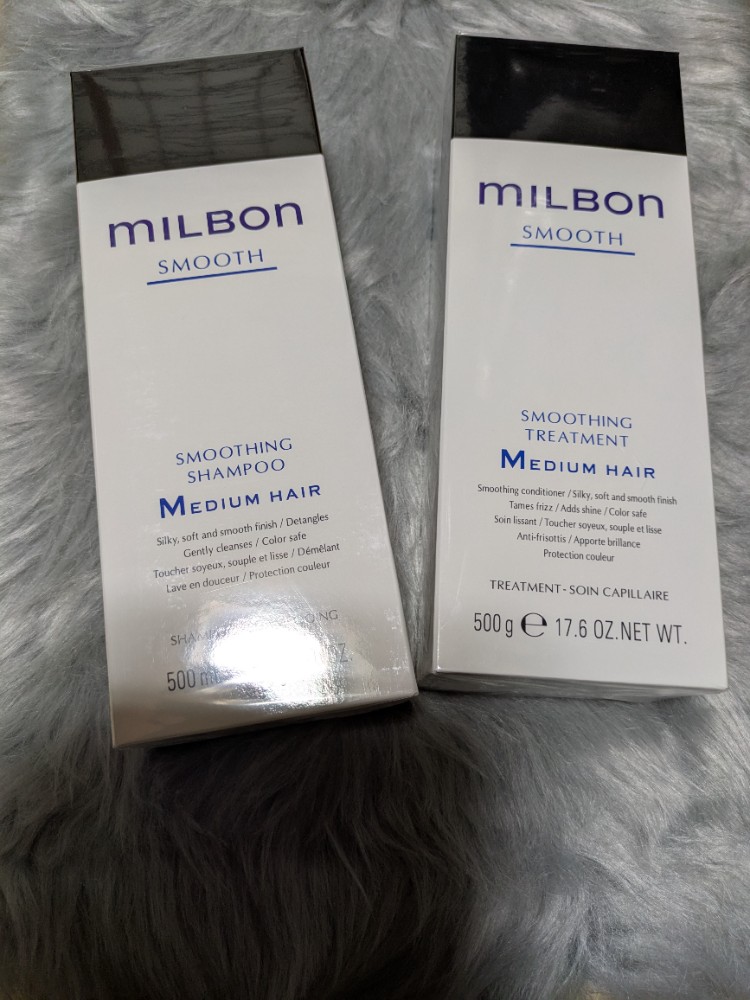 mILBON
SMOOTH
SMOOTHING
SHAMPOO
MEDIUM HAIR
Silky, soft and smooth finish / Detangles
Gently cleanses / Color safe
Toucher soyeux, souple et lisse / Démêlant
Lave en douceur / Protection couleur
500
mILBON
SMOOTH
SMOOTHING
TREATMENT
MEDIUM HAIR
Smoothing conditioner / Silky, soft and smooth finish
Tames frizz / Adds shine / Color safe
Soin lissant / Toucher soyeux, souple et lisse
Anti-frisottis / Apporte brillance
Protection couleur
TREATMENT - SOIN CAPILLAIRE
500 g ℮ 17.6 OZ.NET WT.